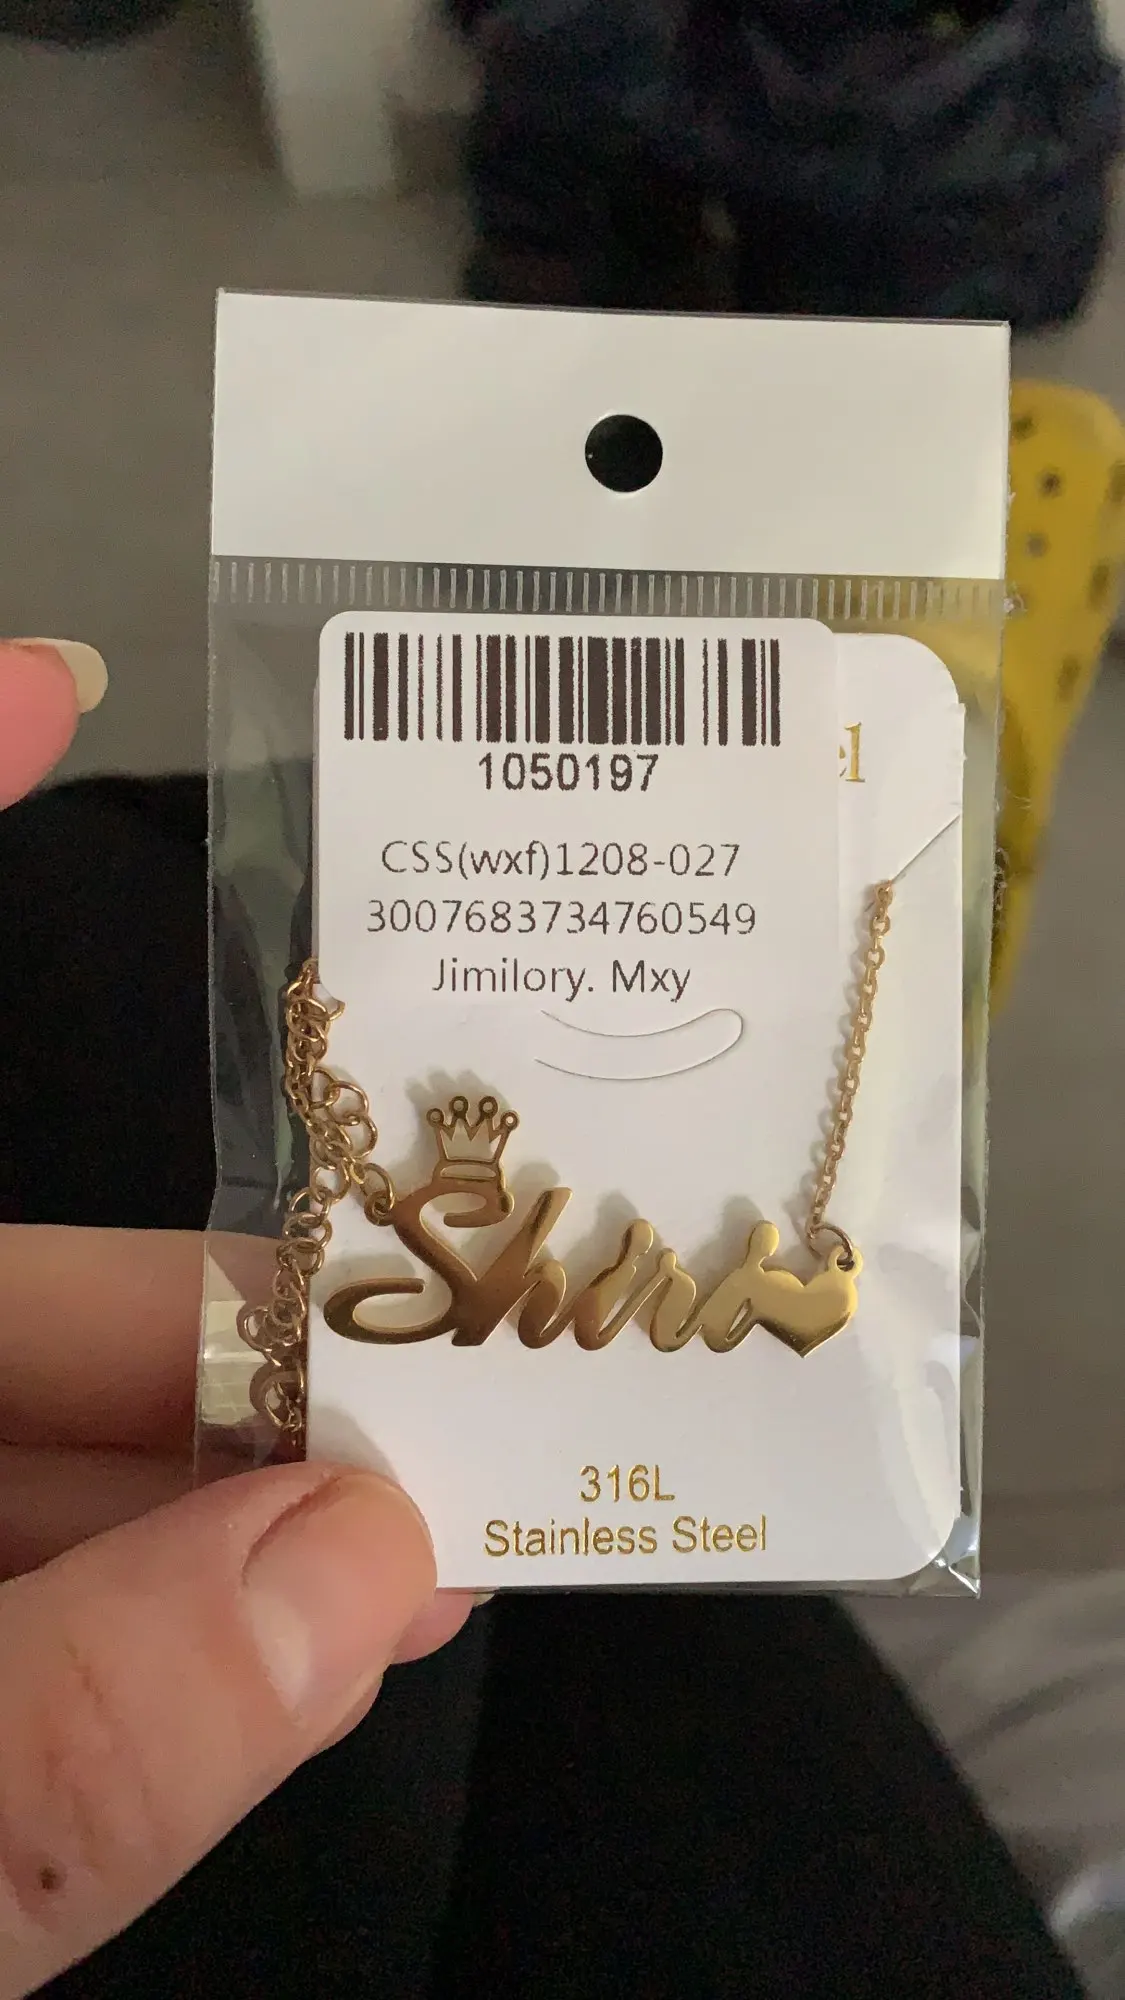 1050197
CSS(wxf)1208-027
3007683734760549
Jimilory. Mxy
Shiri
316L
Stainless Steel